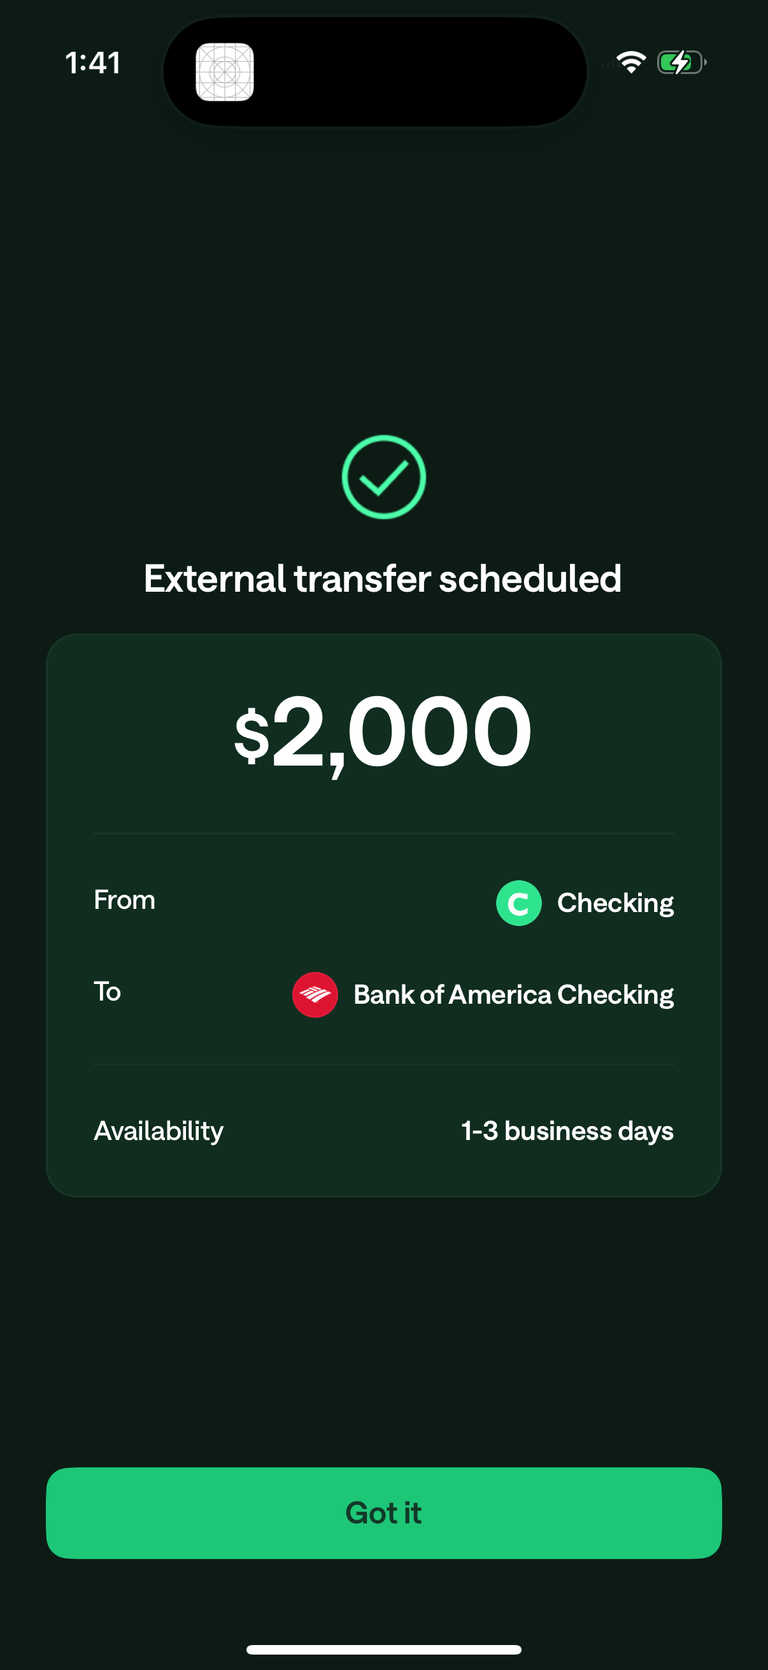 1:41
External transfer scheduled
$2,000
From C Checking
To Bank of America Checking
Availability 1-3 business days
Got it